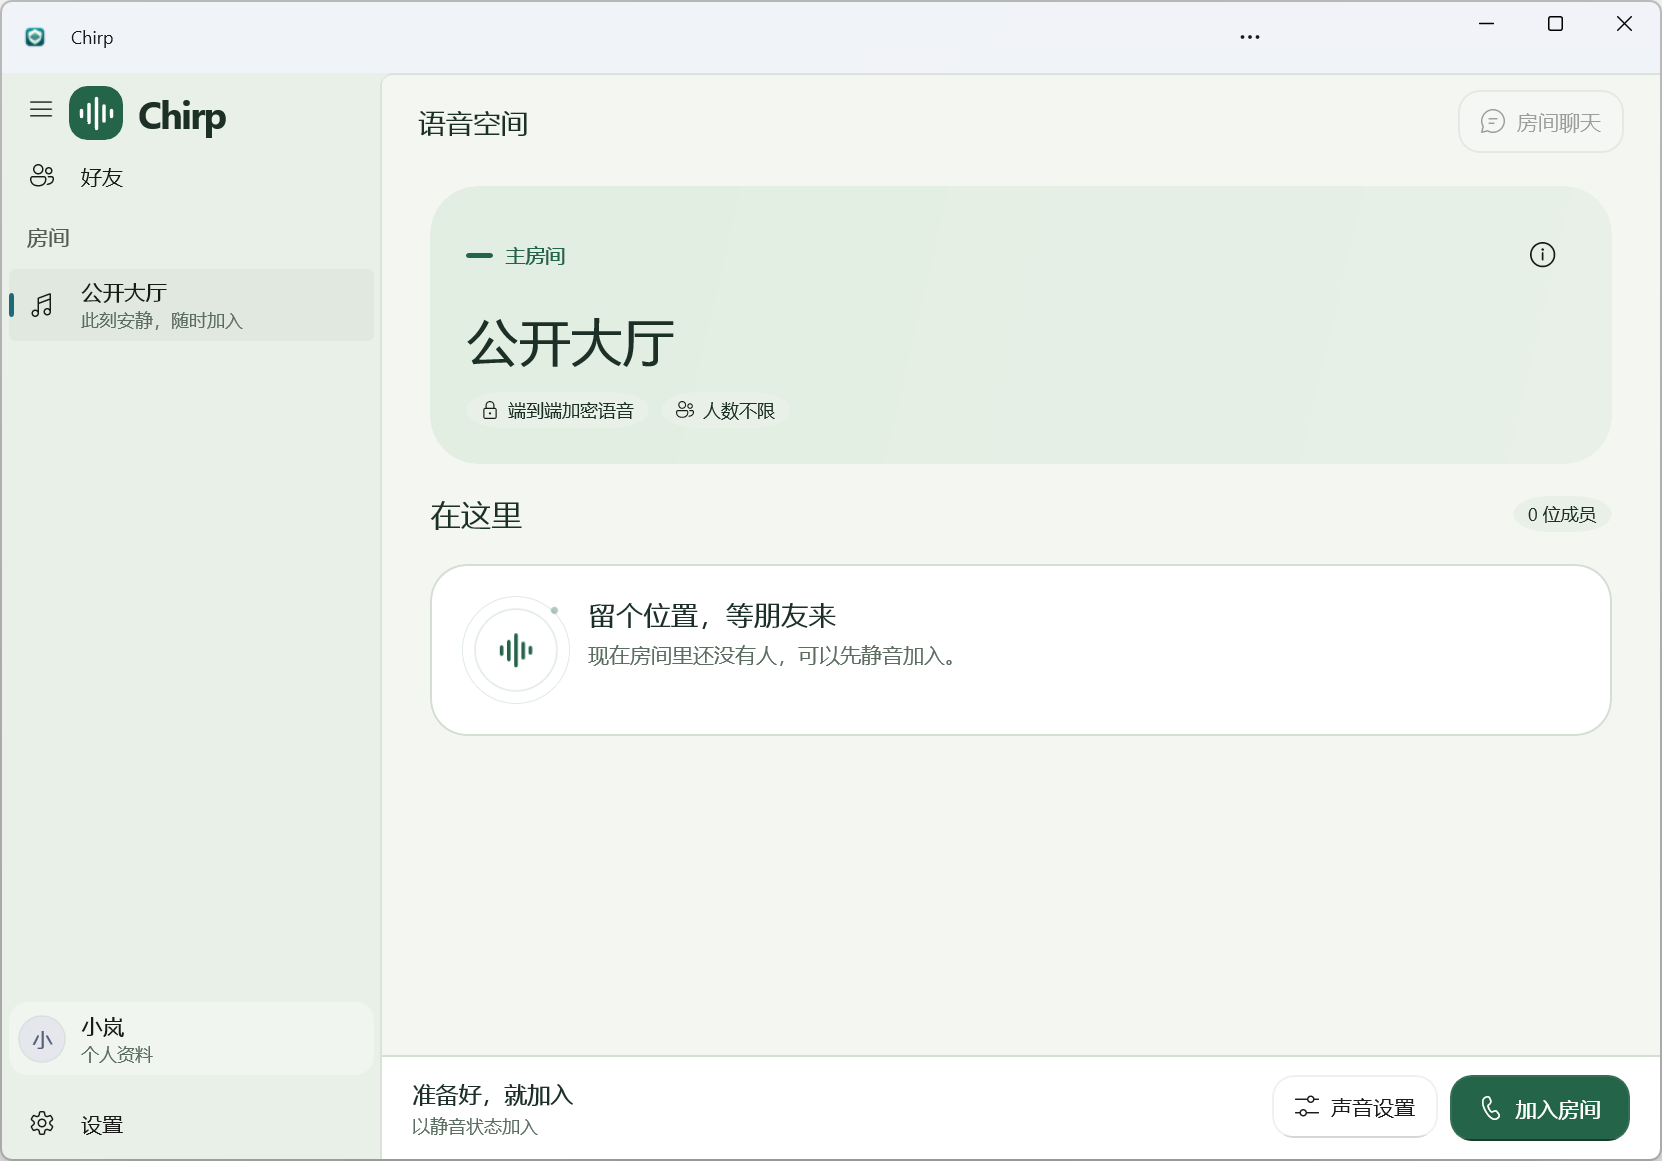 Chirp
Chirp
好友
房间
公开大厅
此刻安静，随时加入
小
小岚
个人资料
设置
语音空间
房间聊天
主房间
公开大厅
端到端加密语音
人数不限
在这里
0 位成员
留个位置，等朋友来
现在房间里还没有人，可以先静音加入。
准备好，就加入
以静音状态加入
声音设置
加入房间